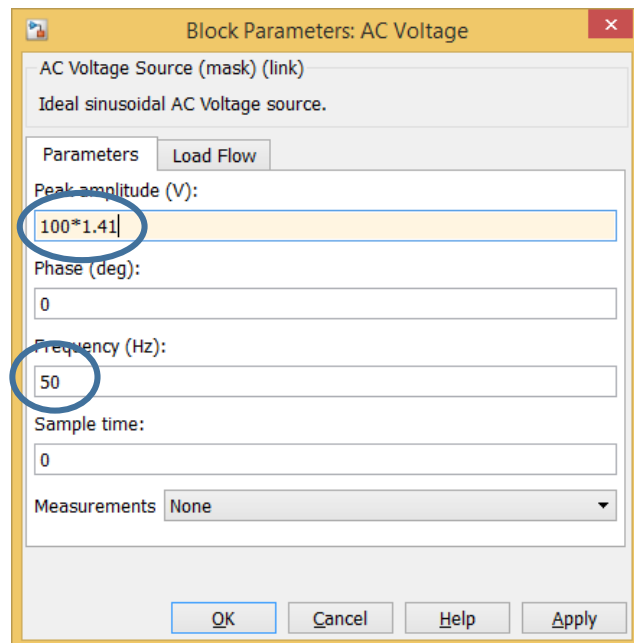 Block Parameters: AC Voltage
AC Voltage Source (mask) (link)
Ideal sinusoidal AC Voltage source.
Parameters Load Flow
Peak amplitude (V):
100*1.41
Phase (deg):
0
Frequency (Hz):
50
Sample time:
0
Measurements None
OK Cancel Help Apply